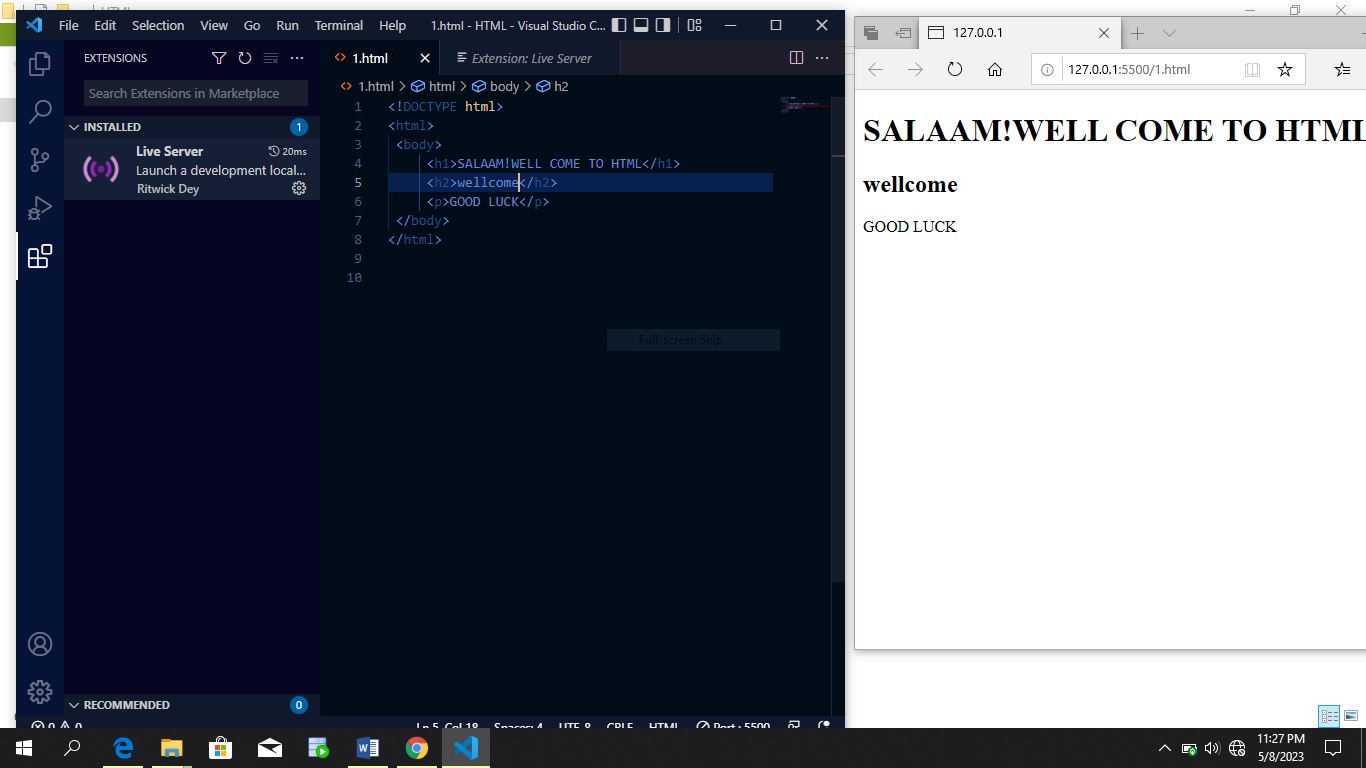 File Edit Selection View Go Run Terminal Help 1.html - HTML - Visual Studio C...
EXTENSIONS
Search Extensions in Marketplace
INSTALLED 1
Live Server 20ms
Launch a development local...
Ritwick Dey
RECOMMENDED 0
1.html Extension: Live Server
1.html > html > body > h2
1 <!DOCTYPE html>
2 <html>
3 <body>
4 <h1>SALAAM!WELL COME TO HTML</h1>
5 <h2>wellcome</h2>
6 <p>GOOD LUCK</p>
7 </body>
8 </html>
9
10
Full-screen Snip
0 0 Ln 5, Col 18 Spaces: 4 UTF-8 CRLF HTML Port : 5500
127.0.0.1
127.0.0.1:5500/1.html
SALAAM!WELL COME TO HTML
wellcome
GOOD LUCK
11:27 PM
5/8/2023